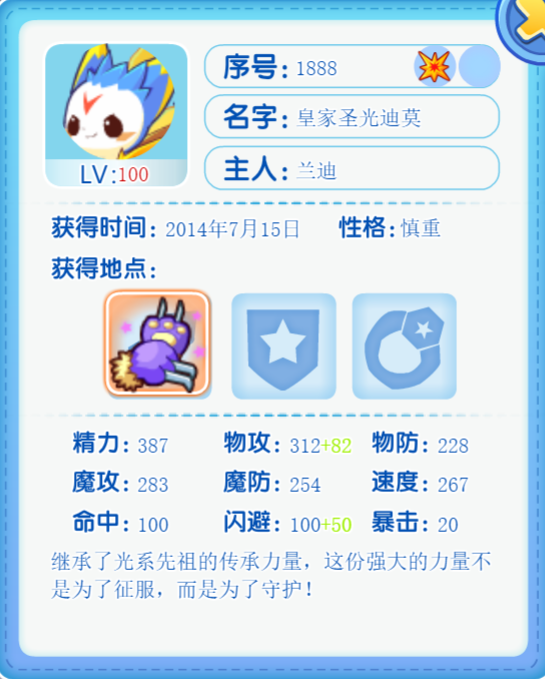 序号：1888
名字：皇家圣光迪莫
主人：兰迪
LV:100
获得时间：2014年7月15日 性格：慎重
获得地点：
精力：387 物攻：312+82 物防：228
魔攻：283 魔防：254 速度：267
命中：100 闪避：100+50 暴击：20
继承了光系先祖的传承力量，这份强大的力量不
是为了征服，而是为了守护！